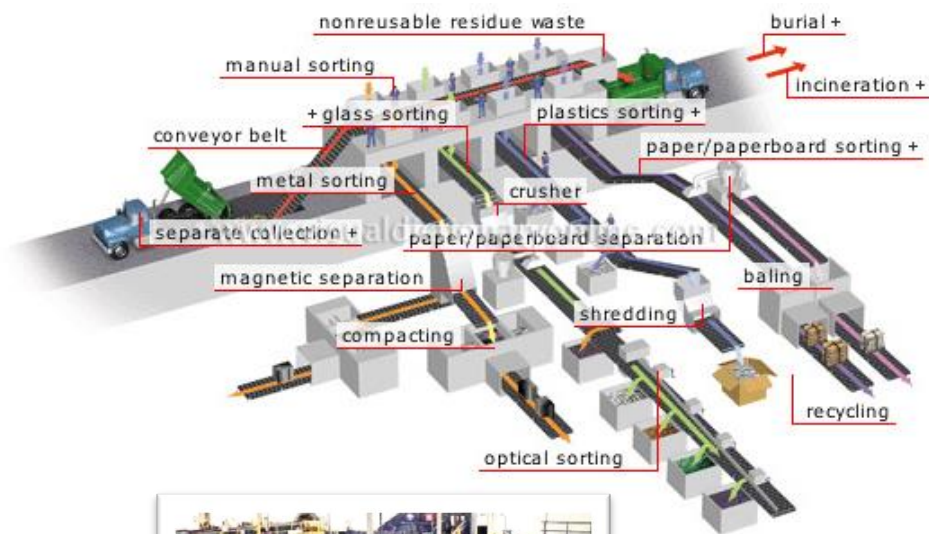 nonreusable residue waste
burial +
manual sorting
incineration +
+ glass sorting
plastics sorting +
conveyor belt
paper/paperboard sorting +
metal sorting
crusher
separate collection +
paper/paperboard separation
magnetic separation
baling
compacting
shredding
recycling
optical sorting